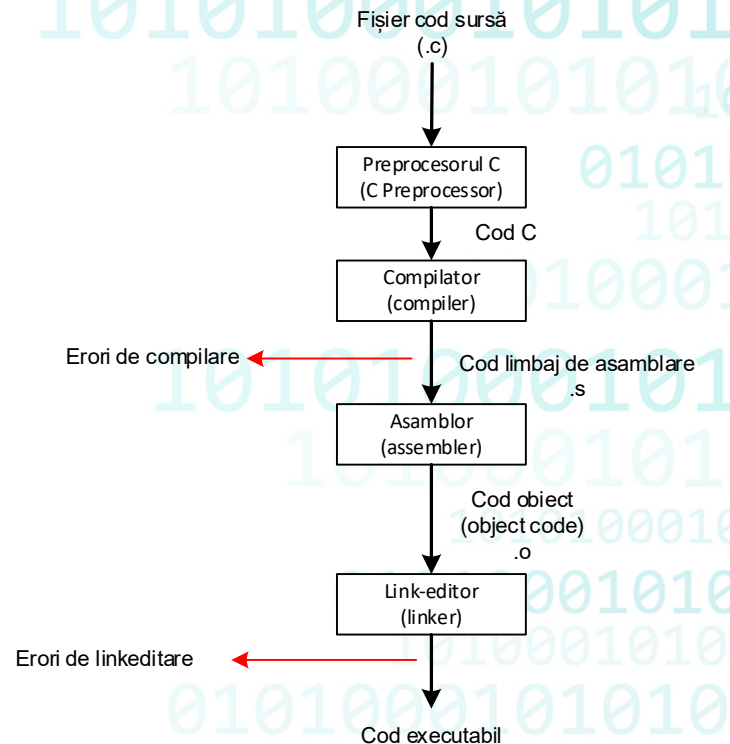 Fișier cod sursă
(.c)
Preprocesorul C
(C Preprocessor)
Cod C
Compilator
(compiler)
Erori de compilare
Cod limbaj de asamblare
.s
Asamblor
(assembler)
Cod obiect
(object code)
.o
Link-editor
(linker)
Erori de linkeditare
Cod executabil